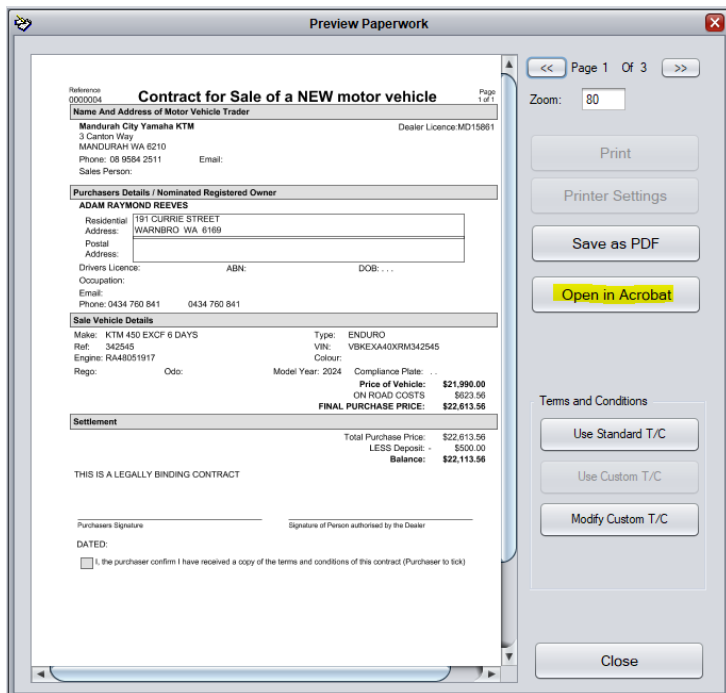 Preview Paperwork
Reference
0000004
Contract for Sale of a NEW motor vehicle
Page
1 of 1
Name And Address of Motor Vehicle Trader
Mandurah City Yamaha KTM
Dealer Licence:MD15861
3 Canton Way
MANDURAH WA 6210
Phone: 08 9584 2511 Email:
Sales Person:
Purchasers Details / Nominated Registered Owner
ADAM RAYMOND REEVES
Residential Address: 191 CURRIE STREET
WARNBRO WA 6169
Postal Address:
Drivers Licence: ABN: DOB: . . .
Occupation:
Email:
Phone: 0434 760 841 0434 760 841
Sale Vehicle Details
Make: KTM 450 EXCF 6 DAYS Type: ENDURO
Ref: 342545 VIN: VBKEXA40XRM342545
Engine: RA48051917 Colour:
Rego: Odo: Model Year: 2024 Compliance Plate: . .
Price of Vehicle: $21,990.00
ON ROAD COSTS $623.56
FINAL PURCHASE PRICE: $22,613.56
Settlement
Total Purchase Price: $22,613.56
LESS Deposit: - $500.00
Balance: $22,113.56
THIS IS A LEGALLY BINDING CONTRACT
Purchasers Signature Signature of Person authorised by the Dealer
DATED:
I, the purchaser confirm I have received a copy of the terms and conditions of this contract (Purchaser to tick)
<< Page 1 Of 3 >>
Zoom: 80
Print
Printer Settings
Save as PDF
Open in Acrobat
Terms and Conditions
Use Standard T/C
Use Custom T/C
Modify Custom T/C
Close